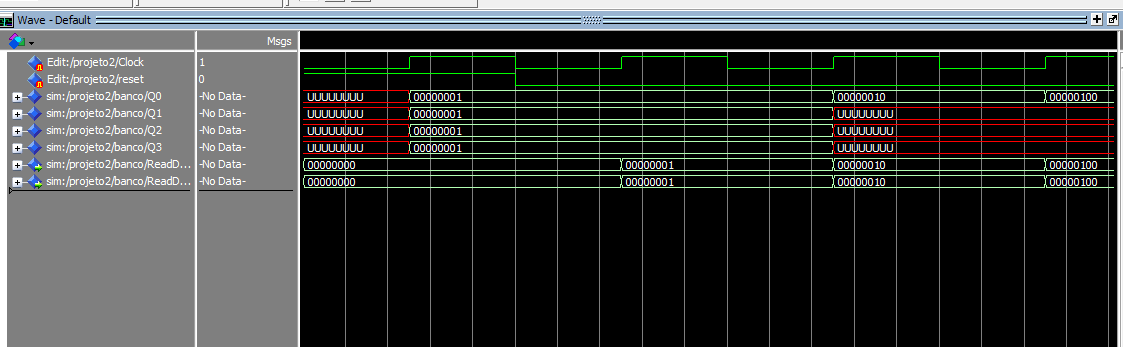 Wave - Default
Msgs
Edit:/projeto2/Clock 1
Edit:/projeto2/reset 0
sim:/projeto2/banco/Q0 -No Data- UUUUUUUU 00000001 00000010 00000100
sim:/projeto2/banco/Q1 -No Data- UUUUUUUU 00000001 UUUUUUUU
sim:/projeto2/banco/Q2 -No Data- UUUUUUUU 00000001 UUUUUUUU
sim:/projeto2/banco/Q3 -No Data- UUUUUUUU 00000001 UUUUUUUU
sim:/projeto2/banco/ReadD... -No Data- 00000000 00000001 00000010 00000100
sim:/projeto2/banco/ReadD... -No Data- 00000000 00000001 00000010 00000100